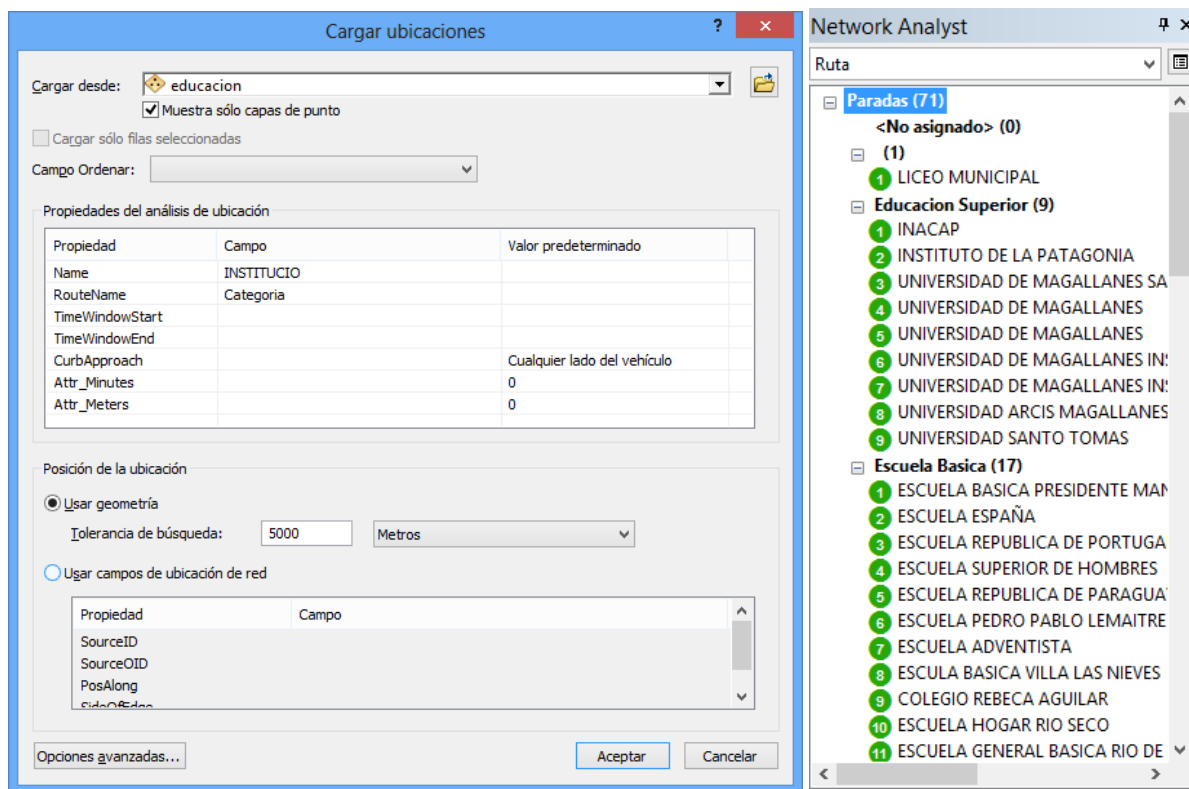 Cargar ubicaciones
?
Cargar desde:
educacion
Muestra sólo capas de punto
Cargar sólo filas seleccionadas
Campo Ordenar:
Propiedades del análisis de ubicación
Propiedad Campo Valor predeterminado
Name INSTITUCIO
RouteName Categoria
TimeWindowStart
TimeWindowEnd
CurbApproach Cualquier lado del vehículo
Attr_Minutes 0
Attr_Meters 0
Posición de la ubicación
Usar geometría
Tolerancia de búsqueda: 5000 Metros
Usar campos de ubicación de red
Propiedad Campo
SourceID
SourceOID
PosAlong
SideOfEdge
Opciones avanzadas...
Aceptar
Cancelar
Network Analyst
Ruta
Paradas (71)
<No asignado> (0)
(1)
1 LICEO MUNICIPAL
Educacion Superior (9)
1 INACAP
2 INSTITUTO DE LA PATAGONIA
3 UNIVERSIDAD DE MAGALLANES SA
4 UNIVERSIDAD DE MAGALLANES
5 UNIVERSIDAD DE MAGALLANES
6 UNIVERSIDAD DE MAGALLANES INS
7 UNIVERSIDAD DE MAGALLANES INS
8 UNIVERSIDAD ARCIS MAGALLANES
9 UNIVERSIDAD SANTO TOMAS
Escuela Basica (17)
1 ESCUELA BASICA PRESIDENTE MAN
2 ESCUELA ESPAÑA
3 ESCUELA REPUBLICA DE PORTUGA
4 ESCUELA SUPERIOR DE HOMBRES
5 ESCUELA REPUBLICA DE PARAGUA
6 ESCUELA PEDRO PABLO LEMAITRE
7 ESCUELA ADVENTISTA
8 ESCULA BASICA VILLA LAS NIEVES
9 COLEGIO REBECA AGUILAR
10 ESCUELA HOGAR RIO SECO
11 ESCUELA GENERAL BASICA RIO DE